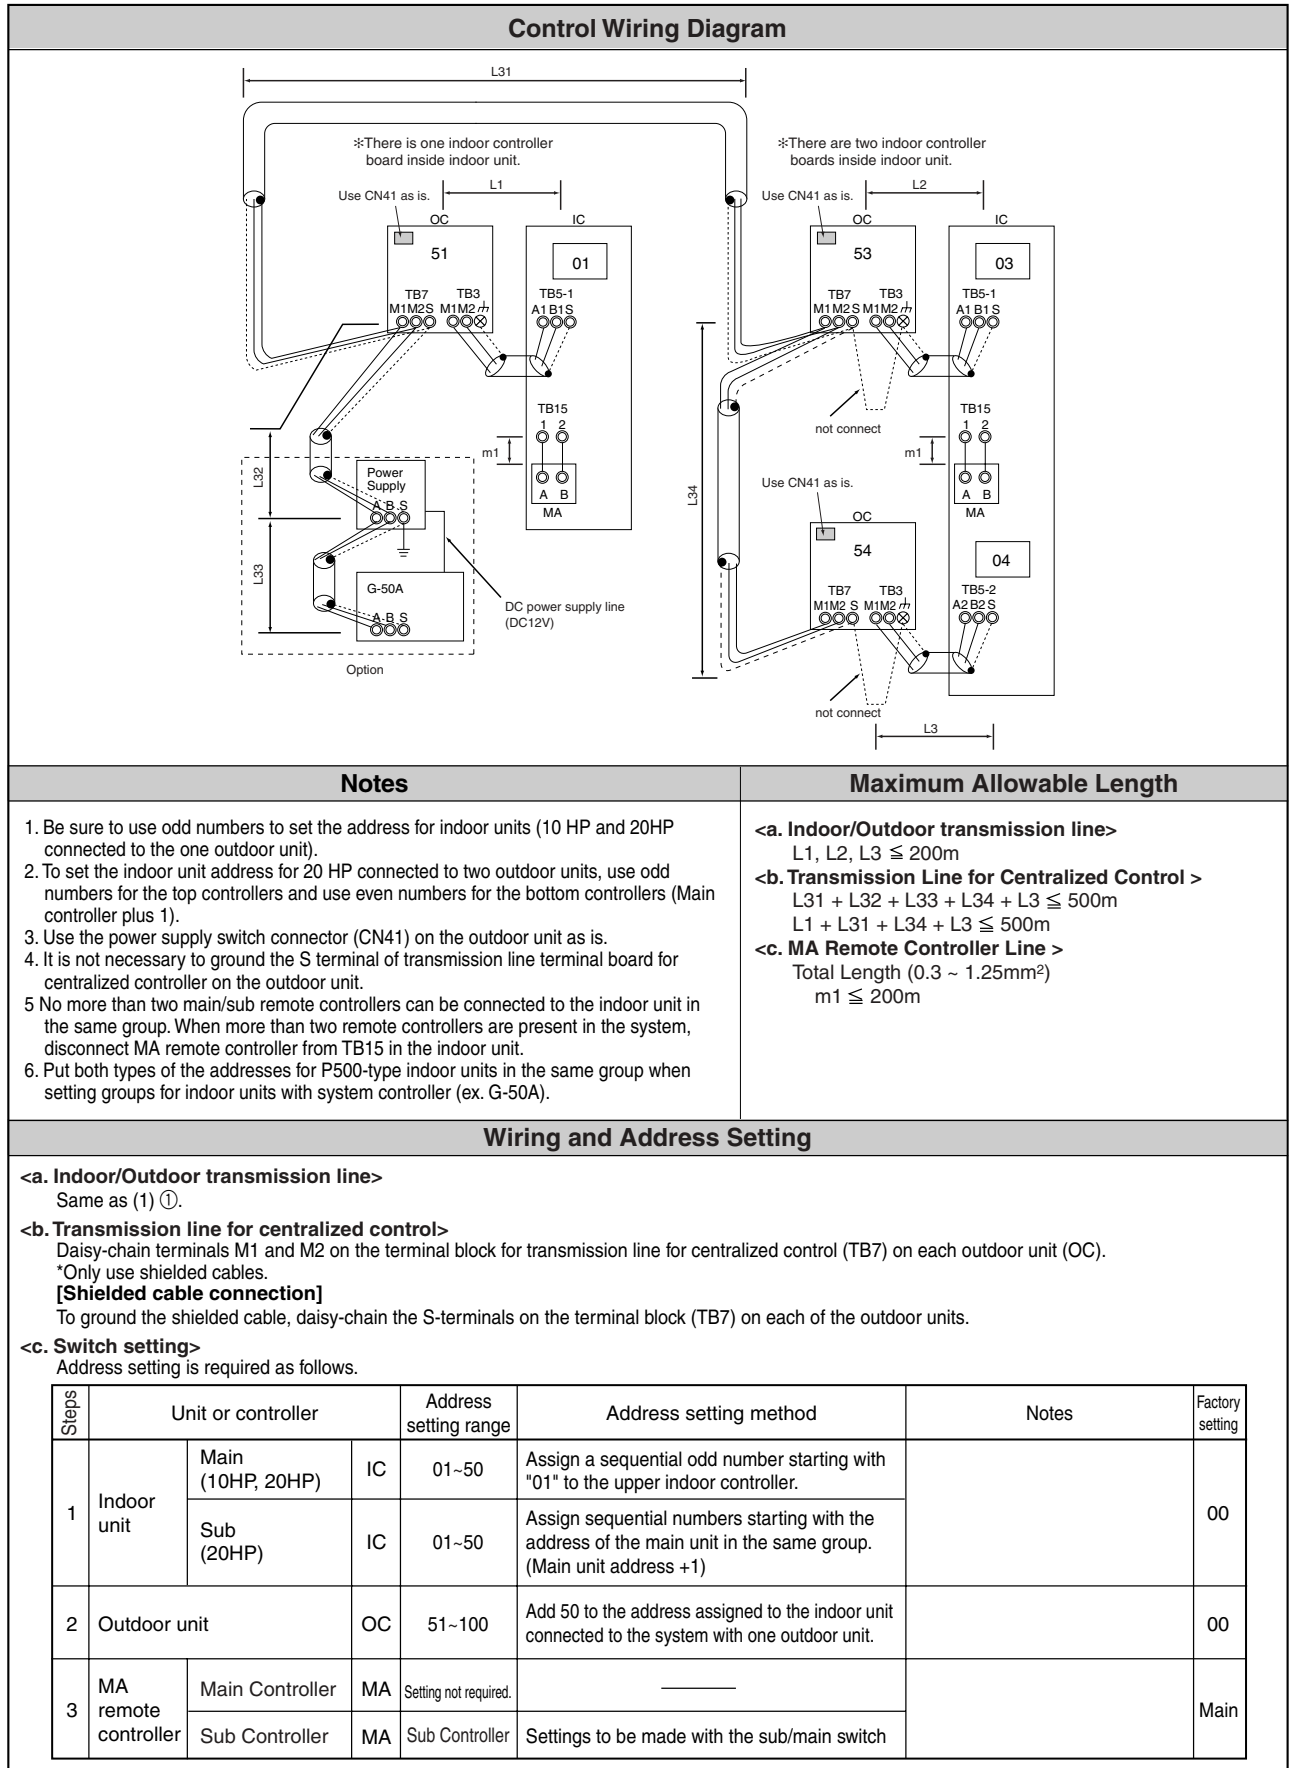 Control Wiring Diagram
L31
✻There is one indoor controller
board inside indoor unit.
✻There are two indoor controller
boards inside indoor unit.
Use CN41 as is.
L1
Use CN41 as is.
L2
OC
IC
OC
IC
51
01
53
03
TB7
TB3
TB5-1
TB7
TB3
TB5-1
M1M2S
M1M2
A1 B1 S
M1M2S
M1M2
A1 B1 S
TB15
1 2
TB15
1 2
not connect
m1
m1
L32
Power
Supply
A B S
A B
MA
L34
Use CN41 as is.
A B
MA
OC
54
04
L33
G-50A
A B S
DC power supply line
(DC12V)
TB7
TB3
TB5-2
M1M2 S
M1M2
A2 B2 S
Option
not connect
L3
Notes
1. Be sure to use odd numbers to set the address for indoor units (10 HP and 20HP
connected to the one outdoor unit).
2. To set the indoor unit address for 20 HP connected to two outdoor units, use odd
numbers for the top controllers and use even numbers for the bottom controllers (Main
controller plus 1).
3. Use the power supply switch connector (CN41) on the outdoor unit as is.
4. It is not necessary to ground the S terminal of transmission line terminal board for
centralized controller on the outdoor unit.
5 No more than two main/sub remote controllers can be connected to the indoor unit in
the same group. When more than two remote controllers are present in the system,
disconnect MA remote controller from TB15 in the indoor unit.
6. Put both types of the addresses for P500-type indoor units in the same group when
setting groups for indoor units with system controller (ex. G-50A).
Maximum Allowable Length
<a. Indoor/Outdoor transmission line>
L1, L2, L3 ≦ 200m
<b. Transmission Line for Centralized Control >
L31 + L32 + L33 + L34 + L3 ≦ 500m
L1 + L31 + L34 + L3 ≦ 500m
<c. MA Remote Controller Line >
Total Length (0.3 ~ 1.25mm²)
m1 ≦ 200m
Wiring and Address Setting
<a. Indoor/Outdoor transmission line>
Same as (1) ①.
<b. Transmission line for centralized control>
Daisy-chain terminals M1 and M2 on the terminal block for transmission line for centralized control (TB7) on each outdoor unit (OC).
*Only use shielded cables.
[Shielded cable connection]
To ground the shielded cable, daisy-chain the S-terminals on the terminal block (TB7) on each of the outdoor units.
<c. Switch setting>
Address setting is required as follows.
Steps
Unit or controller
Address
setting range
Address setting method
Notes
Factory
setting
1
Indoor
unit
Main
(10HP, 20HP)
IC
01~50
Assign a sequential odd number starting with
"01" to the upper indoor controller.
00
Sub
(20HP)
IC
01~50
Assign sequential numbers starting with the
address of the main unit in the same group.
(Main unit address +1)
2
Outdoor unit
OC
51~100
Add 50 to the address assigned to the indoor unit
connected to the system with one outdoor unit.
00
3
MA
remote
controller
Main Controller
MA
Setting not required.
Main
Sub Controller
MA
Sub Controller
Settings to be made with the sub/main switch